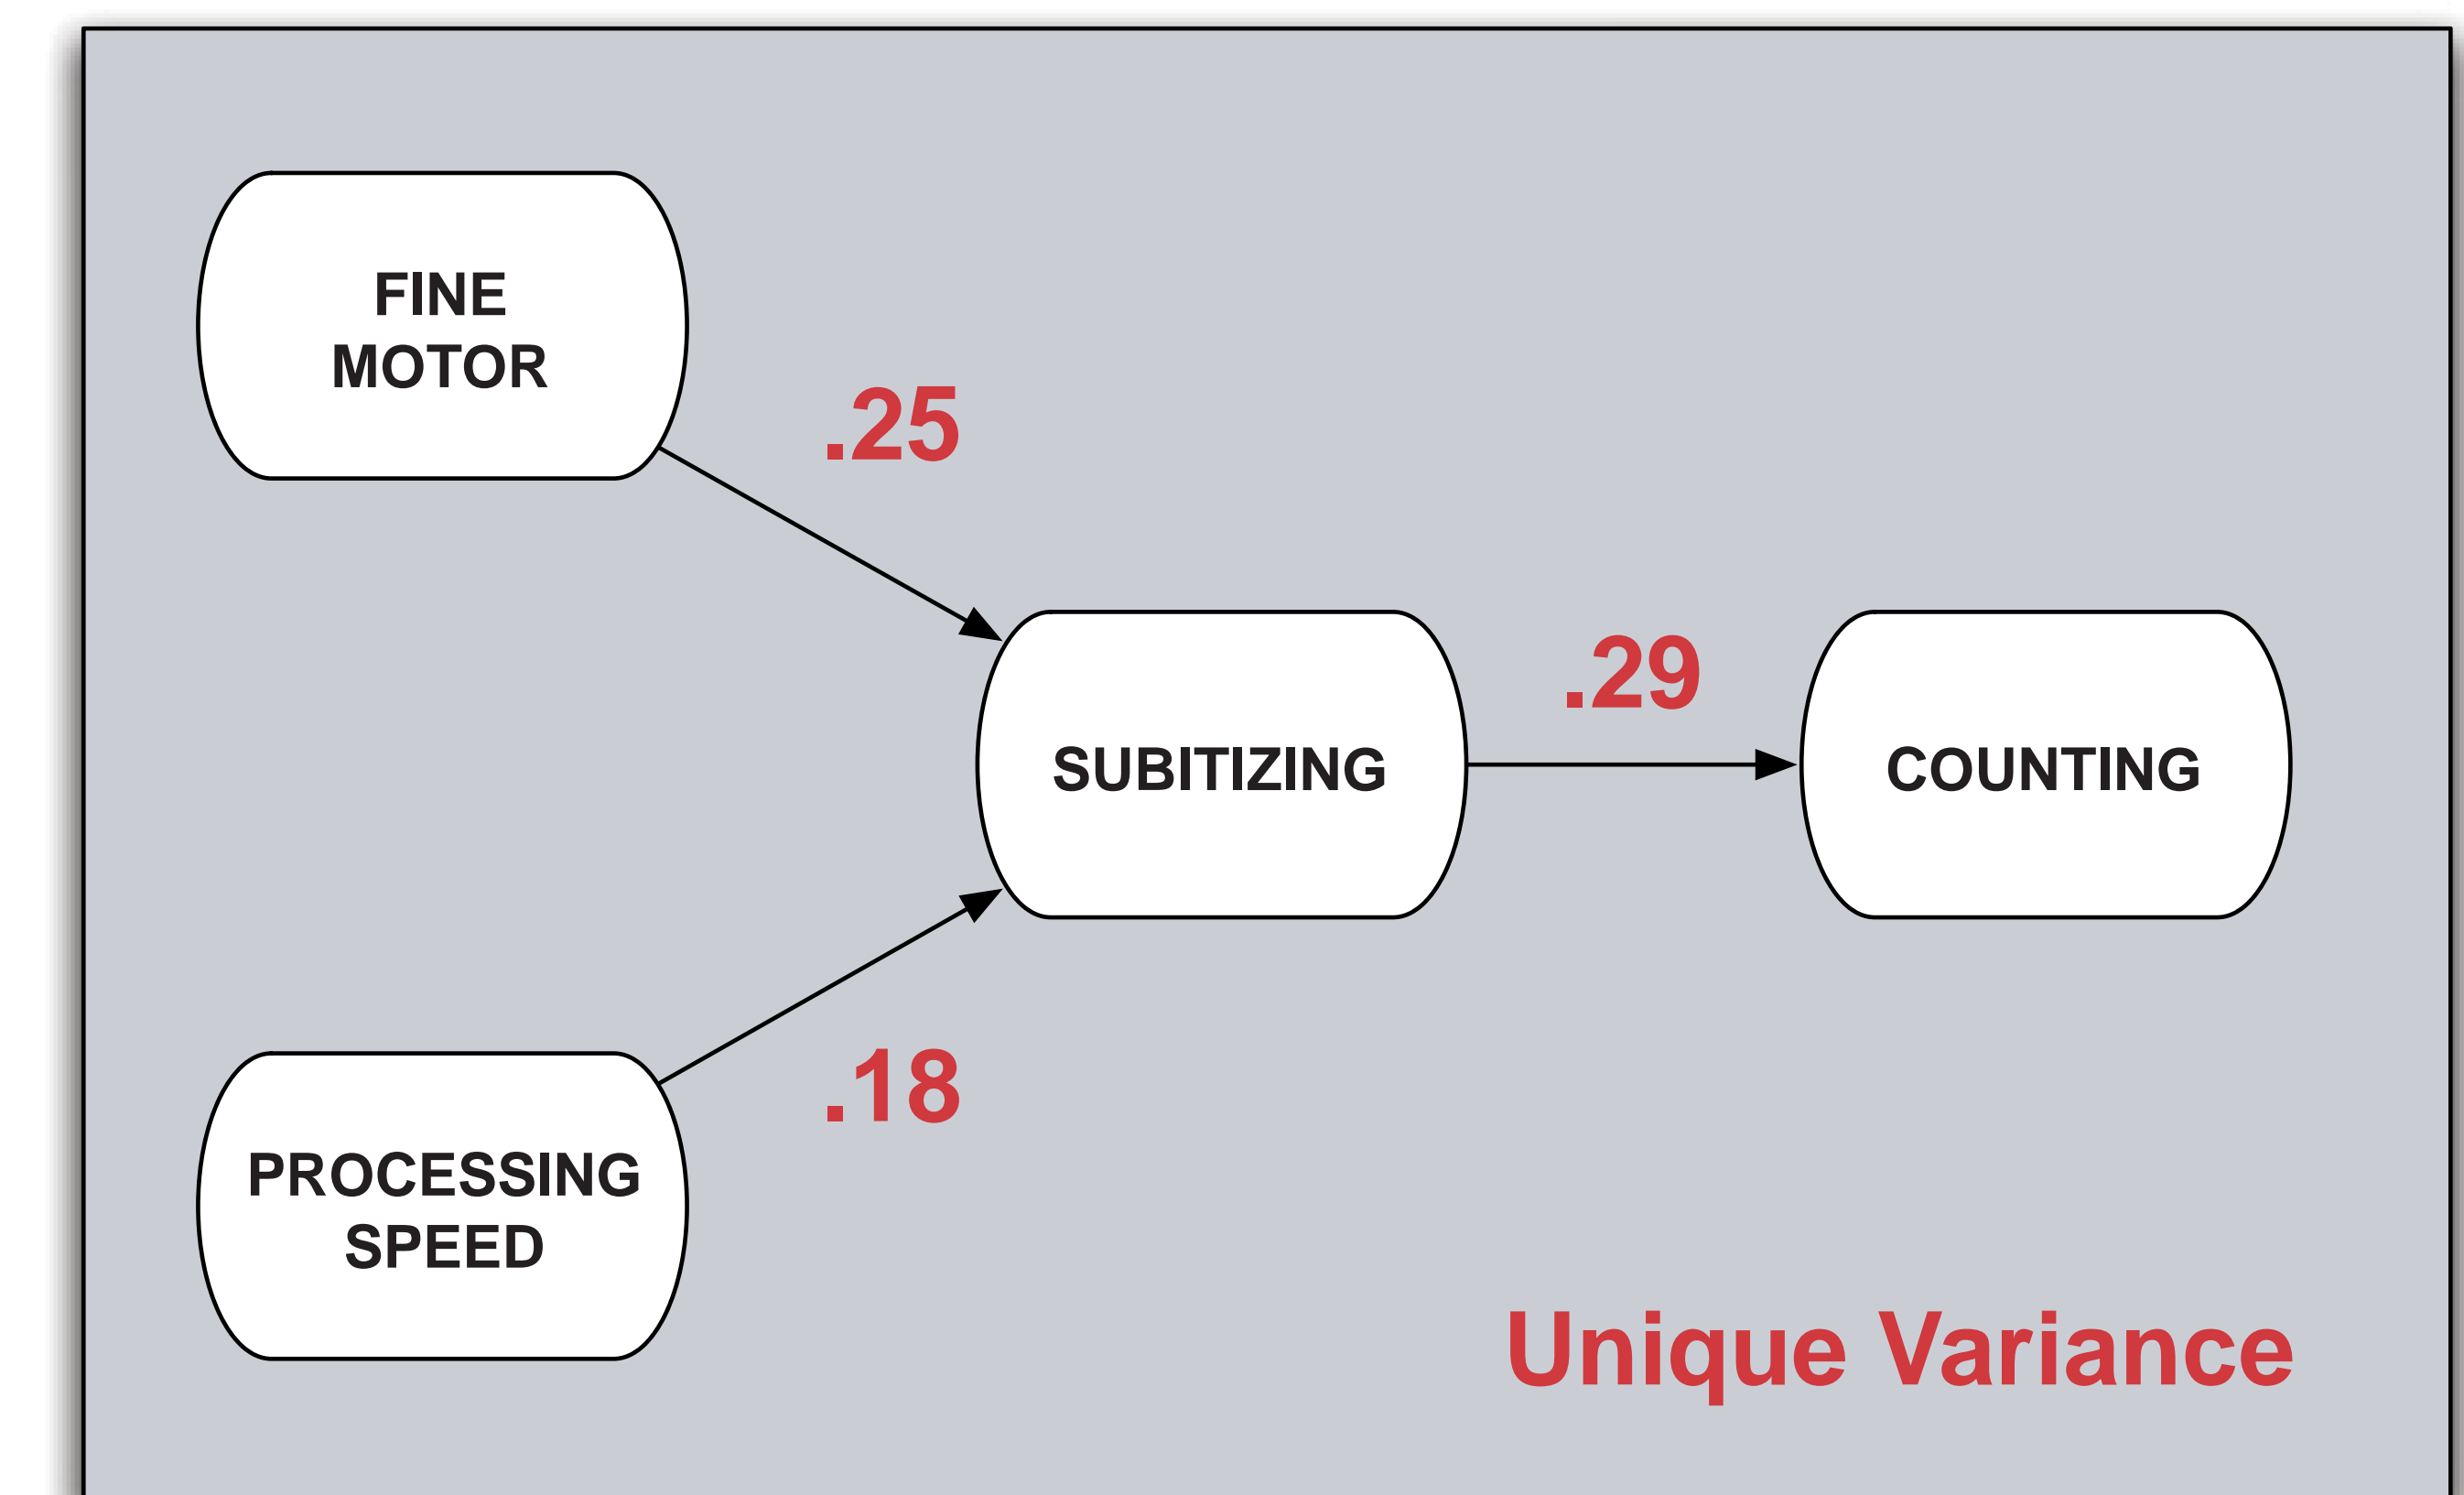 FINE
MOTOR
.25
.29
SUBITIZING
COUNTING
.18
PROCESSING
SPEED
Unique Variance